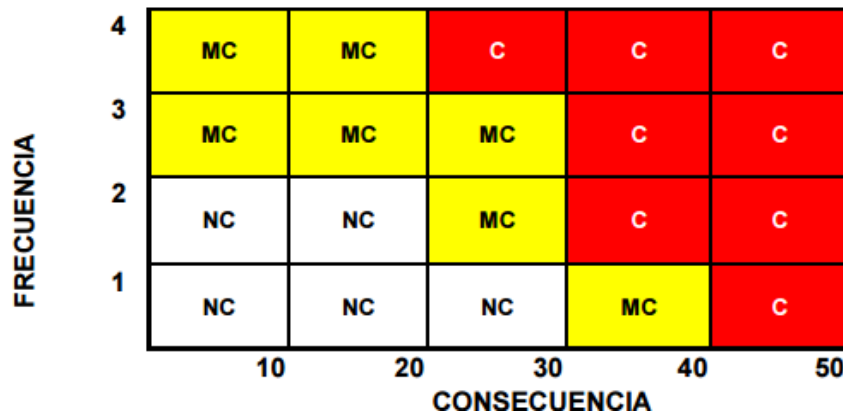 4 MC MC C C C
3 MC MC MC C C
2 NC NC MC C C
1 NC NC NC MC C
FRECUENCIA
10 20 30 40 50
CONSECUENCIA